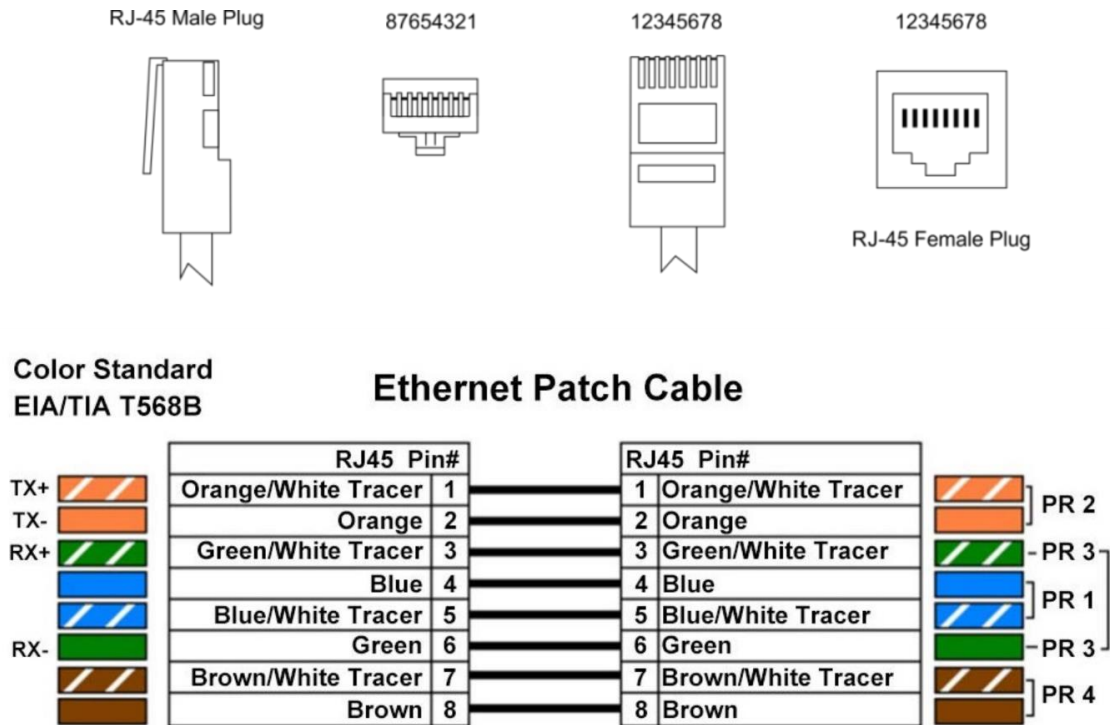 RJ-45 Male Plug
87654321
12345678
12345678
RJ-45 Female Plug
Color Standard
EIA/TIA T568B
Ethernet Patch Cable
RJ45 Pin# RJ45 Pin#
TX+ Orange/White Tracer 1 1 Orange/White Tracer
PR 2
TX- Orange 2 2 Orange
RX+ Green/White Tracer 3 3 Green/White Tracer PR 3
Blue 4 4 Blue
PR 1
Blue/White Tracer 5 5 Blue/White Tracer
RX- Green 6 6 Green PR 3
Brown/White Tracer 7 7 Brown/White Tracer
PR 4
Brown 8 8 Brown